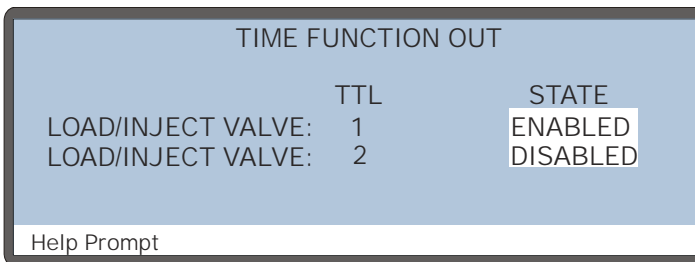 TIME FUNCTION OUT
TTL STATE
LOAD/INJECT VALVE: 1 ENABLED
LOAD/INJECT VALVE: 2 DISABLED
Help Prompt